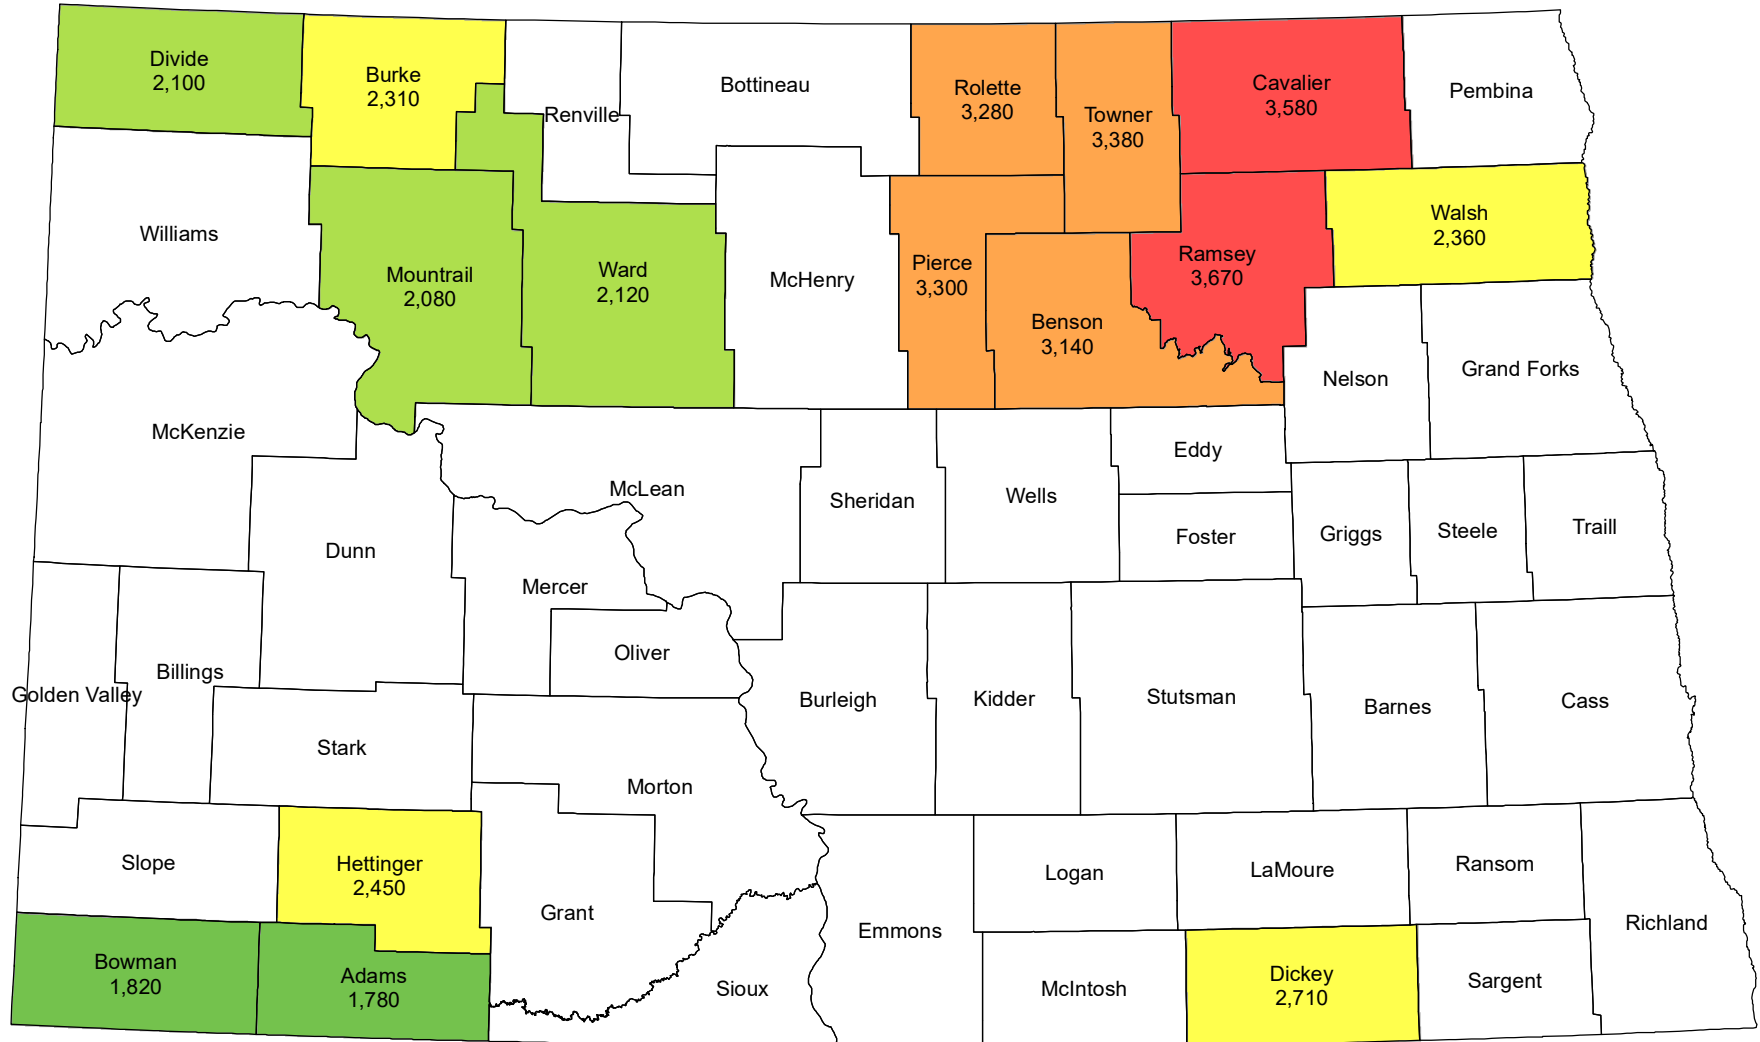 Divide
2,100
Burke
2,310
Renville
Bottineau
Rolette
3,280
Towner
3,380
Cavalier
3,580
Pembina
Williams
Mountrail
2,080
Ward
2,120
McHenry
Pierce
3,300
Benson
3,140
Ramsey
3,670
Walsh
2,360
Nelson
Grand Forks
McKenzie
Dunn
McLean
Mercer
Oliver
Sheridan
Wells
Eddy
Foster
Griggs
Steele
Traill
Golden Valley
Billings
Stark
Morton
Burleigh
Kidder
Stutsman
Barnes
Cass
Slope
Hettinger
2,450
Grant
Bowman
1,820
Adams
1,780
Sioux
Emmons
Logan
McIntosh
LaMoure
Dickey
2,710
Ransom
Sargent
Richland